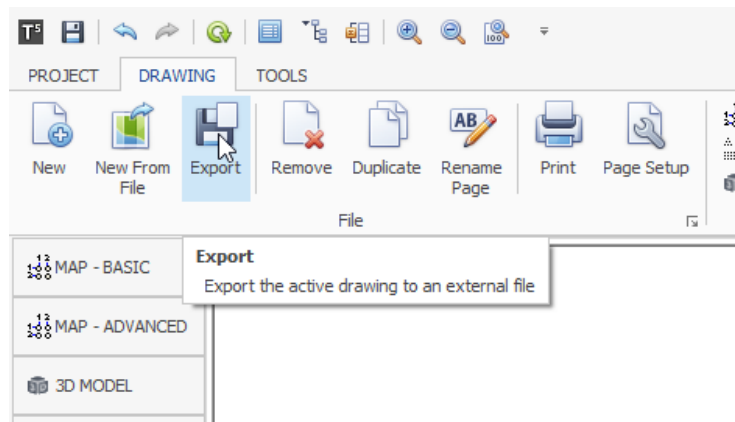 T5
100
PROJECT DRAWING TOOLS
AB
New New From File Export Remove Duplicate Rename Page Print Page Setup
File
Export
Export the active drawing to an external file
MAP - BASIC
MAP - ADVANCED
3D MODEL